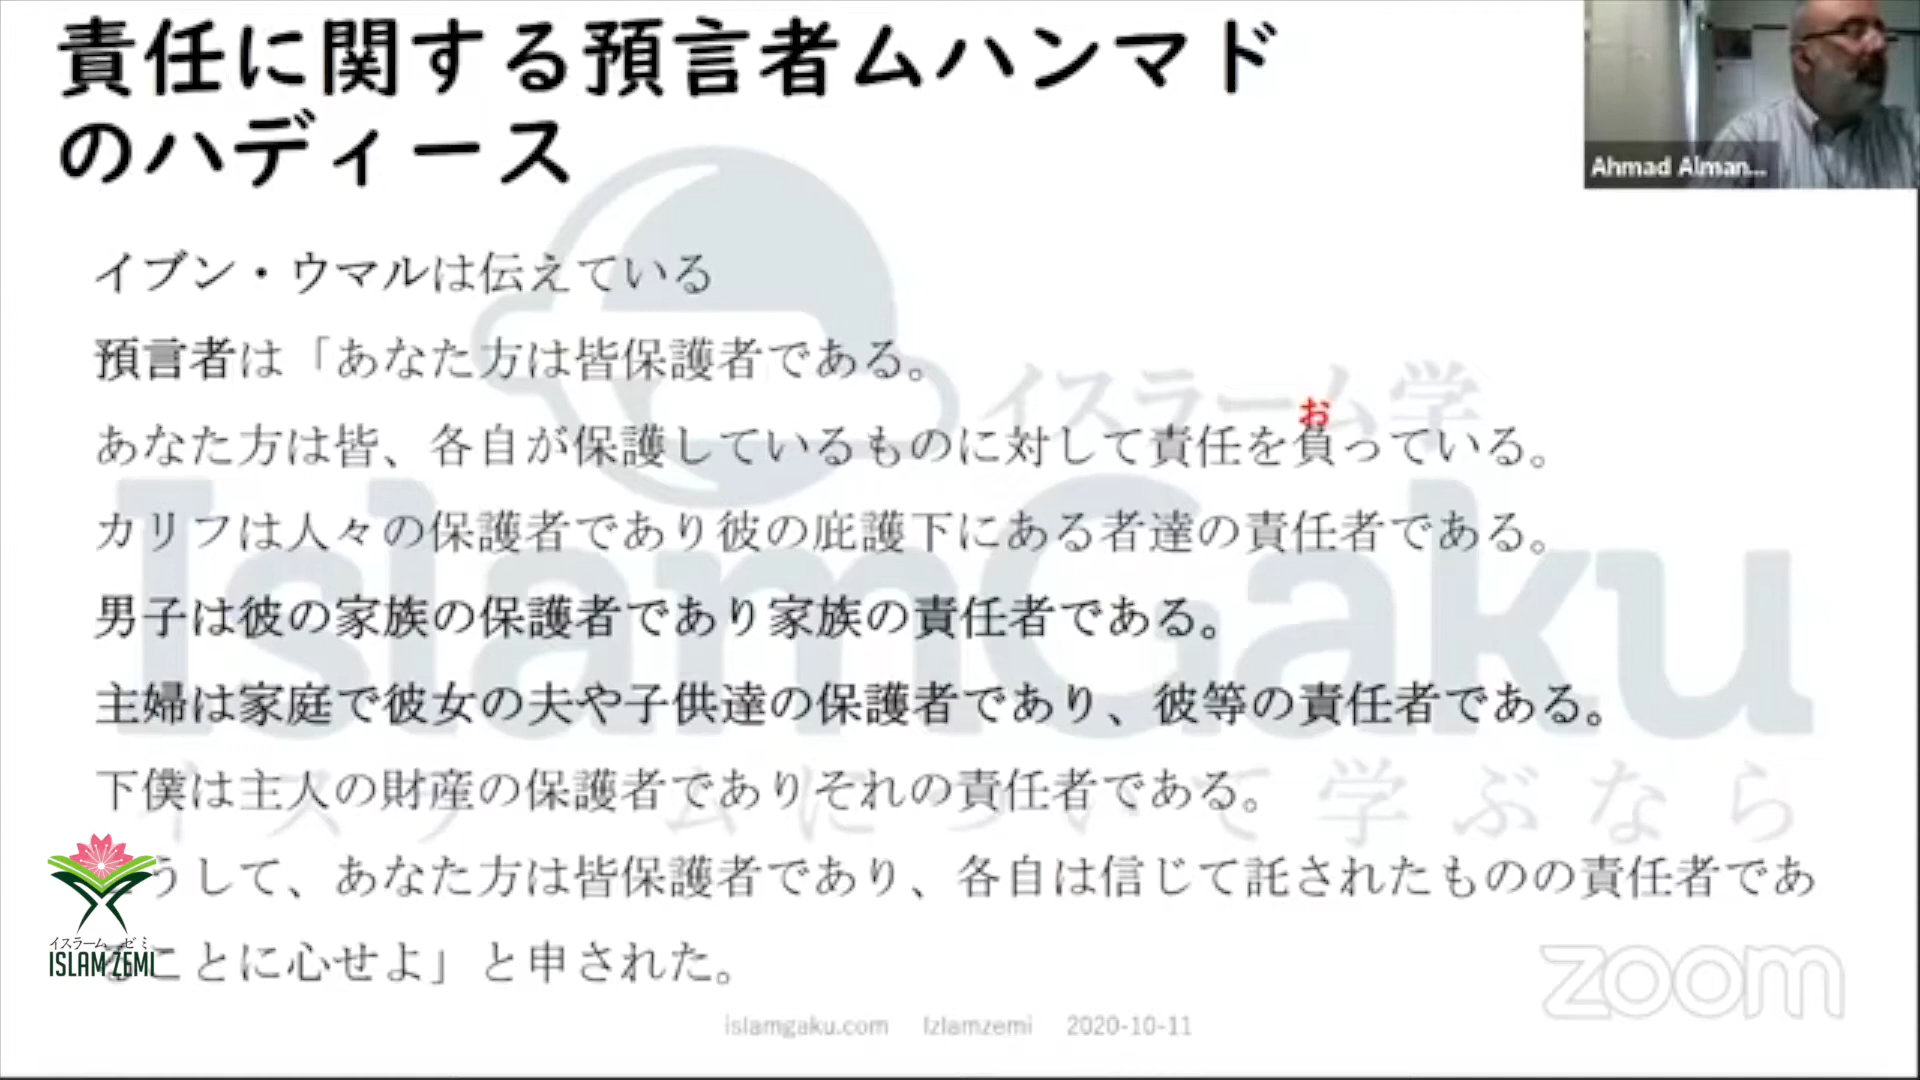 責任に関する預言者ムハンマド
のハディース
Ahmad Alman...
イブン・ウマルは伝えている
預言者は「あなた方は皆保護者である。
イスラーム学
お
あなた方は皆、各自が保護しているものに対して責任を負っている。
カリフは人々の保護者であり彼の庇護下にある者達の責任者である。
IslamGaku
男子は彼の家族の保護者であり家族の責任者である。
主婦は家庭で彼女の夫や子供達の保護者であり、彼等の責任者である。
下僕は主人の財産の保護者でありそれの責任者である。
イスラームについて学ぶなら
うして、あなた方は皆保護者であり、各自は信じて託されたものの責任者であ
ることに心せよ」と申された。
イスラーム ゼミ
ISLAM ZEMI
zoom
islamgaku.com Izlamzemi 2020-10-11